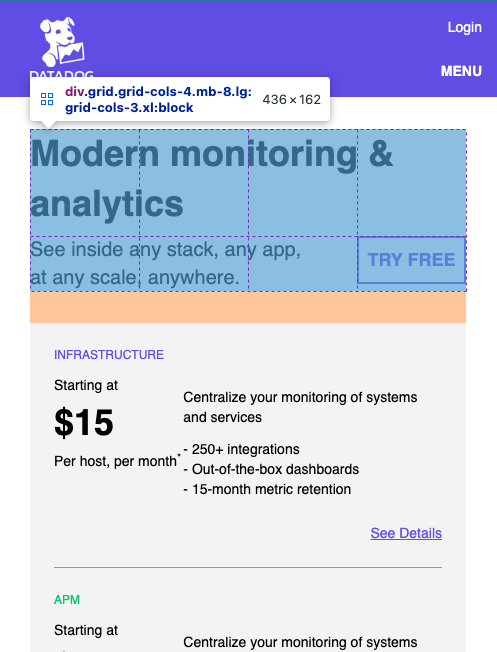 Login
DATADOG
MENU
div.grid.grid-cols-4.mb-8.lg:
grid-cols-3.xl:block
436 × 162
Modern monitoring &
analytics
See inside any stack, any app,
at any scale, anywhere.
TRY FREE
INFRASTRUCTURE
Starting at
$15
Per host, per month*
Centralize your monitoring of systems
and services
- 250+ integrations
- Out-of-the-box dashboards
- 15-month metric retention
See Details
APM
Starting at
Centralize your monitoring of systems